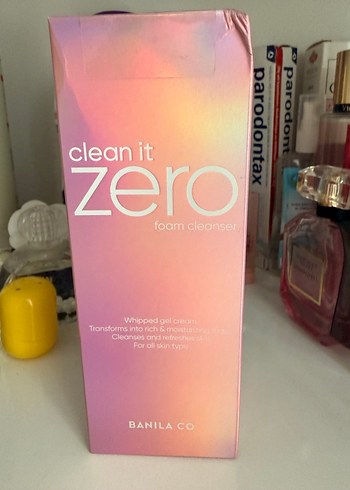 clean it
zero
foam cleanser
Whipped gel cream
Transforms into rich & moisturizing
Cleanses and refreshes
For all skin type
BANILA CO
parodontax
parodont